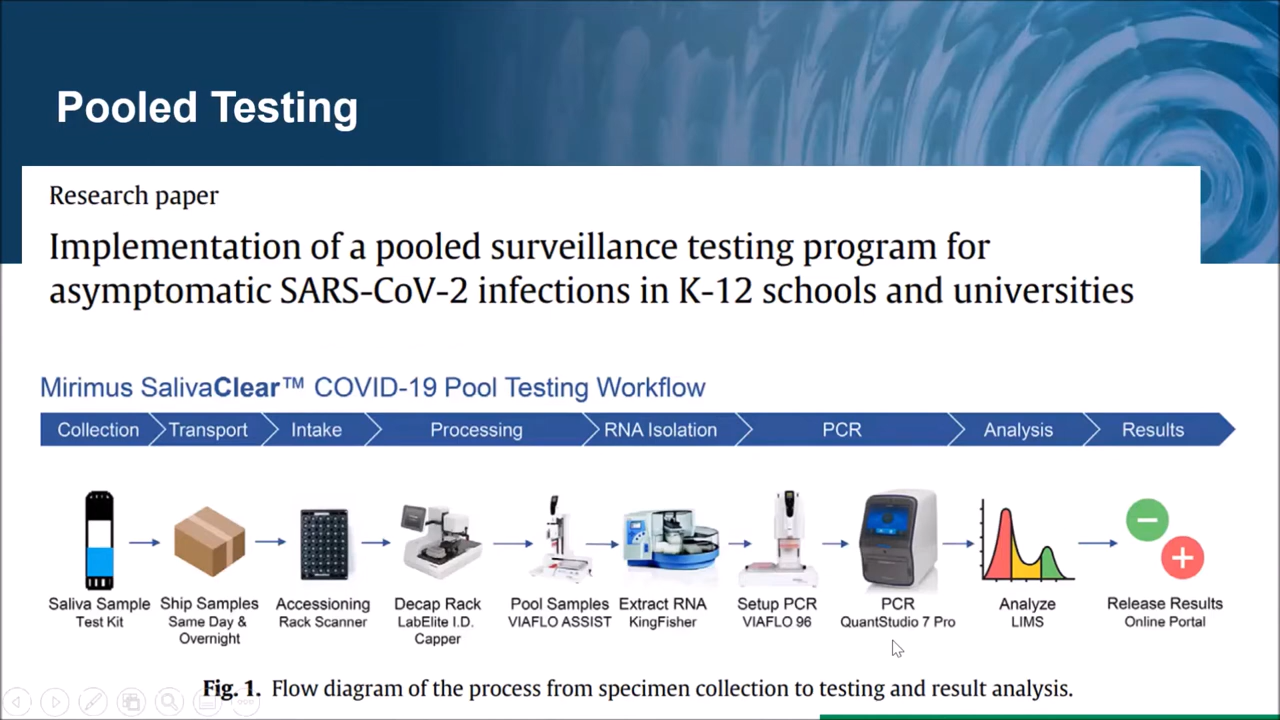 Pooled Testing
Research paper
Implementation of a pooled surveillance testing program for
asymptomatic SARS-CoV-2 infections in K-12 schools and universities
Mirimus SalivaClear™ COVID-19 Pool Testing Workflow
Collection Transport Intake Processing RNA Isolation PCR Analysis Results
Saliva Sample Ship Samples Accessioning Decap Rack Pool Samples Extract RNA Setup PCR PCR Analyze Release Results
Test Kit Same Day & Rack Scanner LabElite I.D. VIAFLO ASSIST KingFisher VIAFLO 96 QuantStudio 7 Pro LIMS Online Portal
Overnight Capper
Fig. 1. Flow diagram of the process from specimen collection to testing and result analysis.